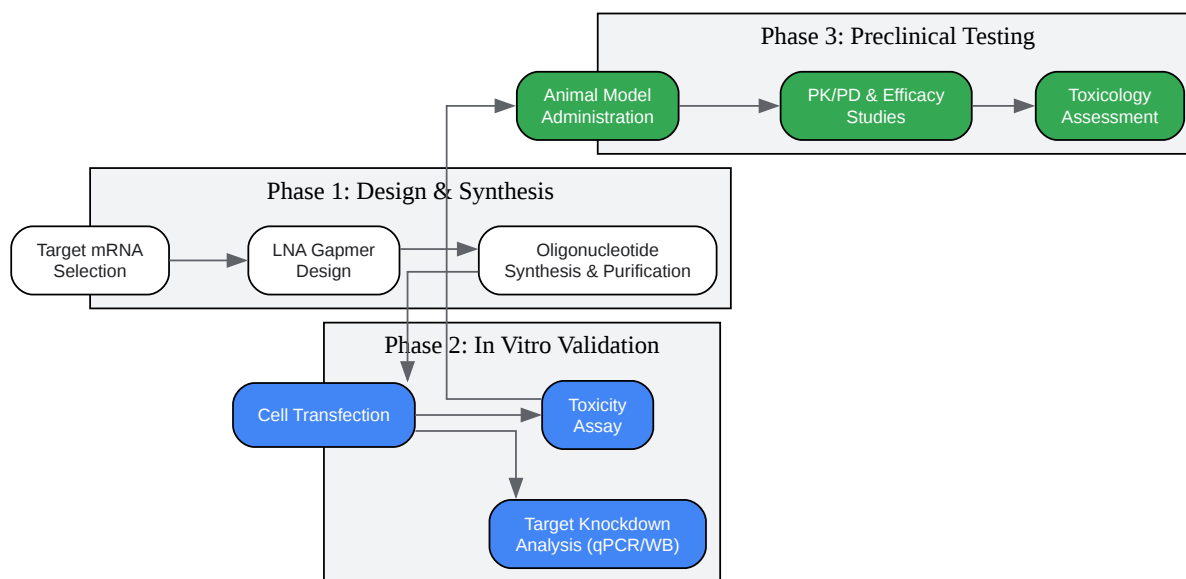 Phase 3: Preclinical Testing
Animal Model
Administration
PK/PD & Efficacy
Studies
Toxicology
Assessment
Phase 1: Design & Synthesis
Target mRNA
Selection
LNA Gapmer
Design
Oligonucleotide
Synthesis & Purification
Phase 2: In Vitro Validation
Cell Transfection
Toxicity
Assay
Target Knockdown
Analysis (qPCR/WB)